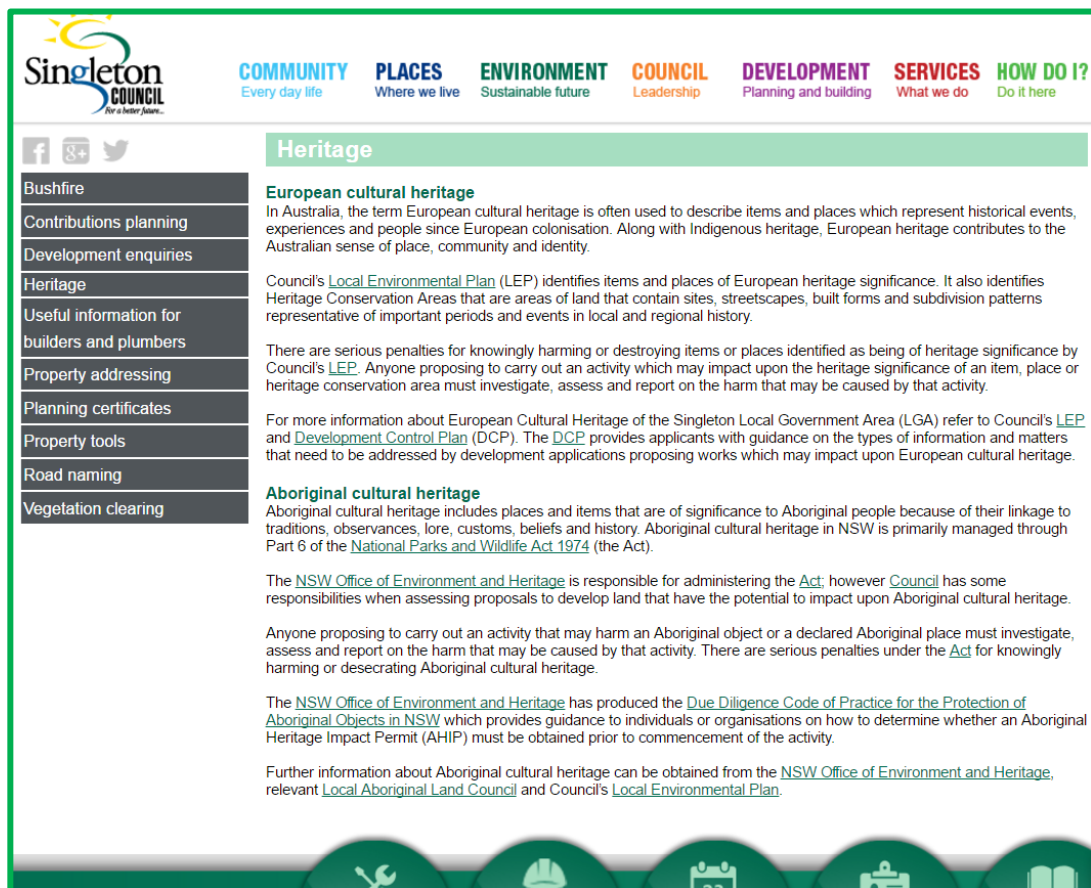 Singleton
COUNCIL
For a better future...
COMMUNITY
Every day life
PLACES
Where we live
ENVIRONMENT
Sustainable future
COUNCIL
Leadership
DEVELOPMENT
Planning and building
SERVICES
What we do
HOW DO I?
Do it here
Bushfire
Contributions planning
Development enquiries
Heritage
Useful information for
builders and plumbers
Property addressing
Planning certificates
Property tools
Road naming
Vegetation clearing
Heritage
European cultural heritage
In Australia, the term European cultural heritage is often used to describe items and places which represent historical events,
experiences and people since European colonisation. Along with Indigenous heritage, European heritage contributes to the
Australian sense of place, community and identity.
Council's Local Environmental Plan (LEP) identifies items and places of European heritage significance. It also identifies
Heritage Conservation Areas that are areas of land that contain sites, streetscapes, built forms and subdivision patterns
representative of important periods and events in local and regional history.
There are serious penalties for knowingly harming or destroying items or places identified as being of heritage significance by
Council's LEP. Anyone proposing to carry out an activity which may impact upon the heritage significance of an item, place or
heritage conservation area must investigate, assess and report on the harm that may be caused by that activity.
For more information about European Cultural Heritage of the Singleton Local Government Area (LGA) refer to Council's LEP
and Development Control Plan (DCP). The DCP provides applicants with guidance on the types of information and matters
that need to be addressed by development applications proposing works which may impact upon European cultural heritage.
Aboriginal cultural heritage
Aboriginal cultural heritage includes places and items that are of significance to Aboriginal people because of their linkage to
traditions, observances, lore, customs, beliefs and history. Aboriginal cultural heritage in NSW is primarily managed through
Part 6 of the National Parks and Wildlife Act 1974 (the Act).
The NSW Office of Environment and Heritage is responsible for administering the Act; however Council has some
responsibilities when assessing proposals to develop land that have the potential to impact upon Aboriginal cultural heritage.
Anyone proposing to carry out an activity that may harm an Aboriginal object or a declared Aboriginal place must investigate,
assess and report on the harm that may be caused by that activity. There are serious penalties under the Act for knowingly
harming or desecrating Aboriginal cultural heritage.
The NSW Office of Environment and Heritage has produced the Due Diligence Code of Practice for the Protection of
Aboriginal Objects in NSW which provides guidance to individuals or organisations on how to determine whether an Aboriginal
Heritage Impact Permit (AHIP) must be obtained prior to commencement of the activity.
Further information about Aboriginal cultural heritage can be obtained from the NSW Office of Environment and Heritage,
relevant Local Aboriginal Land Council and Council's Local Environmental Plan.